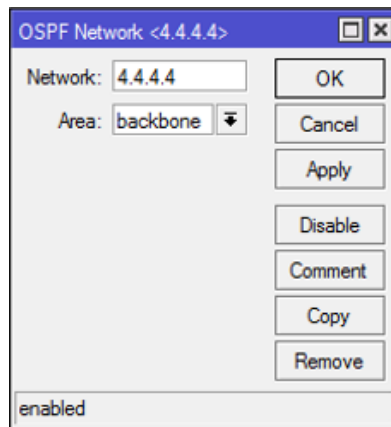 OSPF Network <4.4.4.4>
Network: 4.4.4.4
OK
Area: backbone
Cancel
Apply
Disable
Comment
Copy
Remove
enabled